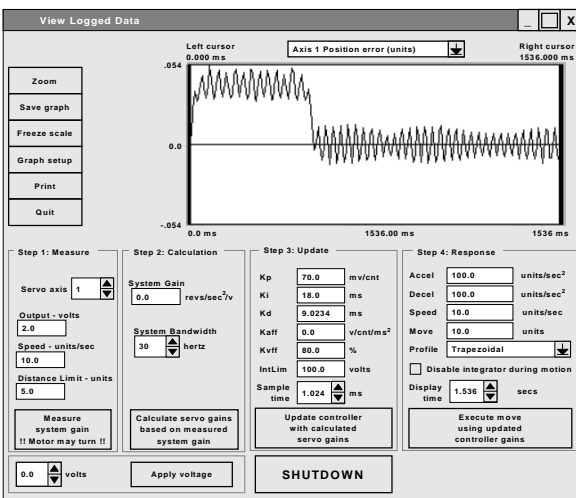 View Logged Data
_ X
Left cursor
0.000 ms
Axis 1 Position error (units)
Right cursor
1536.000 ms
Zoom
Save graph
Freeze scale
Graph setup
Print
Quit
.054
0.0
-.054
0.0 ms
1536.00 ms
1536 ms
Step 1: Measure
Servo axis 1
Output - volts
2.0
Speed - units/sec
10.0
Distance Limit - units
5.0
Measure
system gain
!! Motor may turn !!
Step 2: Calculation
System Gain
0.0 revs/sec²/v
System Bandwidth
30 hertz
Calculate servo gains
based on measured
system gain
Step 3: Update
Kp 70.0 mv/cnt
Ki 18.0 ms
Kd 9.0234 ms
Kaff 0.0 v/cnt/ms²
Kvff 80.0 %
IntLim 100.0 volts
Sample
time 1.024 ms
Update controller
with calculated
servo gains
Step 4: Response
Accel 100.0 units/sec²
Decel 100.0 units/sec²
Speed 10.0 units/sec
Move 10.0 units
Profile Trapezoidal
Disable integrator during motion
Display
time 1.536 secs
Execute move
using updated
controller gains
0.0 volts
Apply voltage
SHUTDOWN